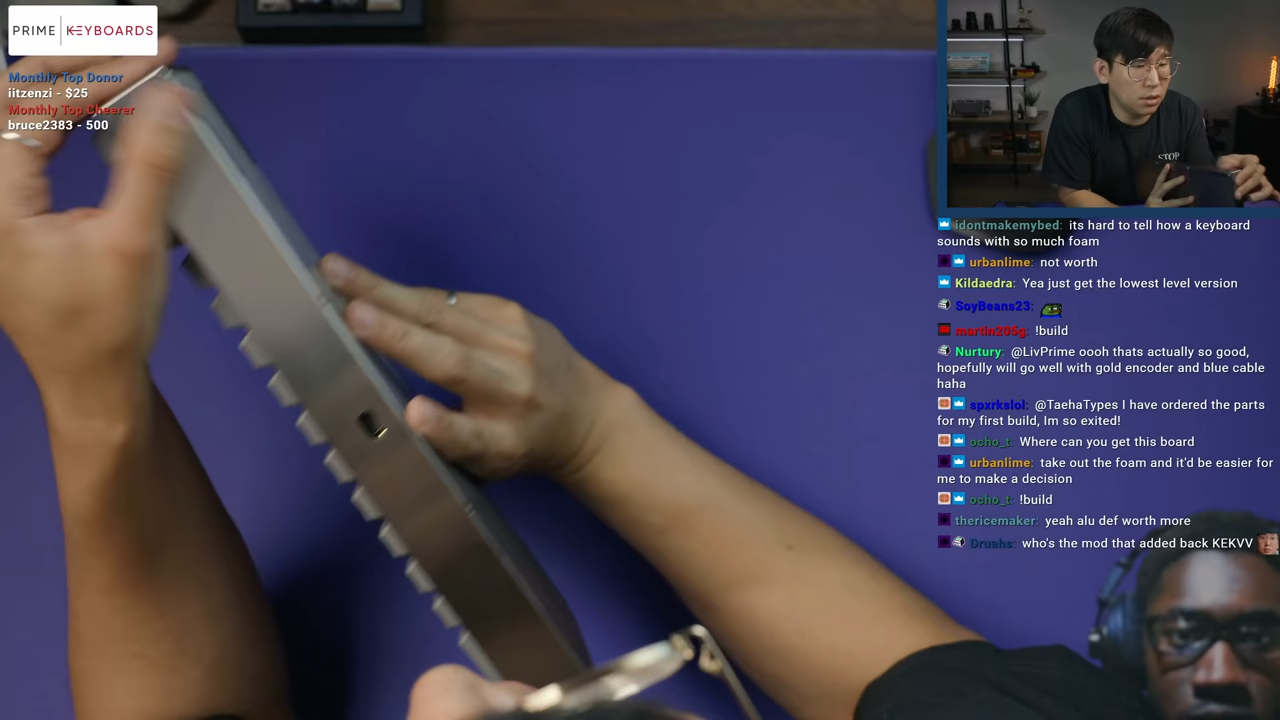 PRIME KEYBOARDS
Monthly Top Donor
iitzenzi - $25
Monthly Top Cheerer
bruce2383 - 500
STOP
idontmakemybed: its hard to tell how a keyboard
sounds with so much foam
urbanlime: not worth
Kildaedra: Yea just get the lowest level version
SoyBeans23:
martin205g: !build
Nurtury: @LivPrime oooh thats actually so good,
hopefully will go well with gold encoder and blue cable
haha
spxrkslol: @TaehaTypes I have ordered the parts
for my first build, Im so exited!
ocho_t: Where can you get this board
urbanlime: take out the foam and it'd be easier for
me to make a decision
ocho_t: !build
thericemaker: yeah alu def worth more
Druahs: who's the mod that added back KEKVV